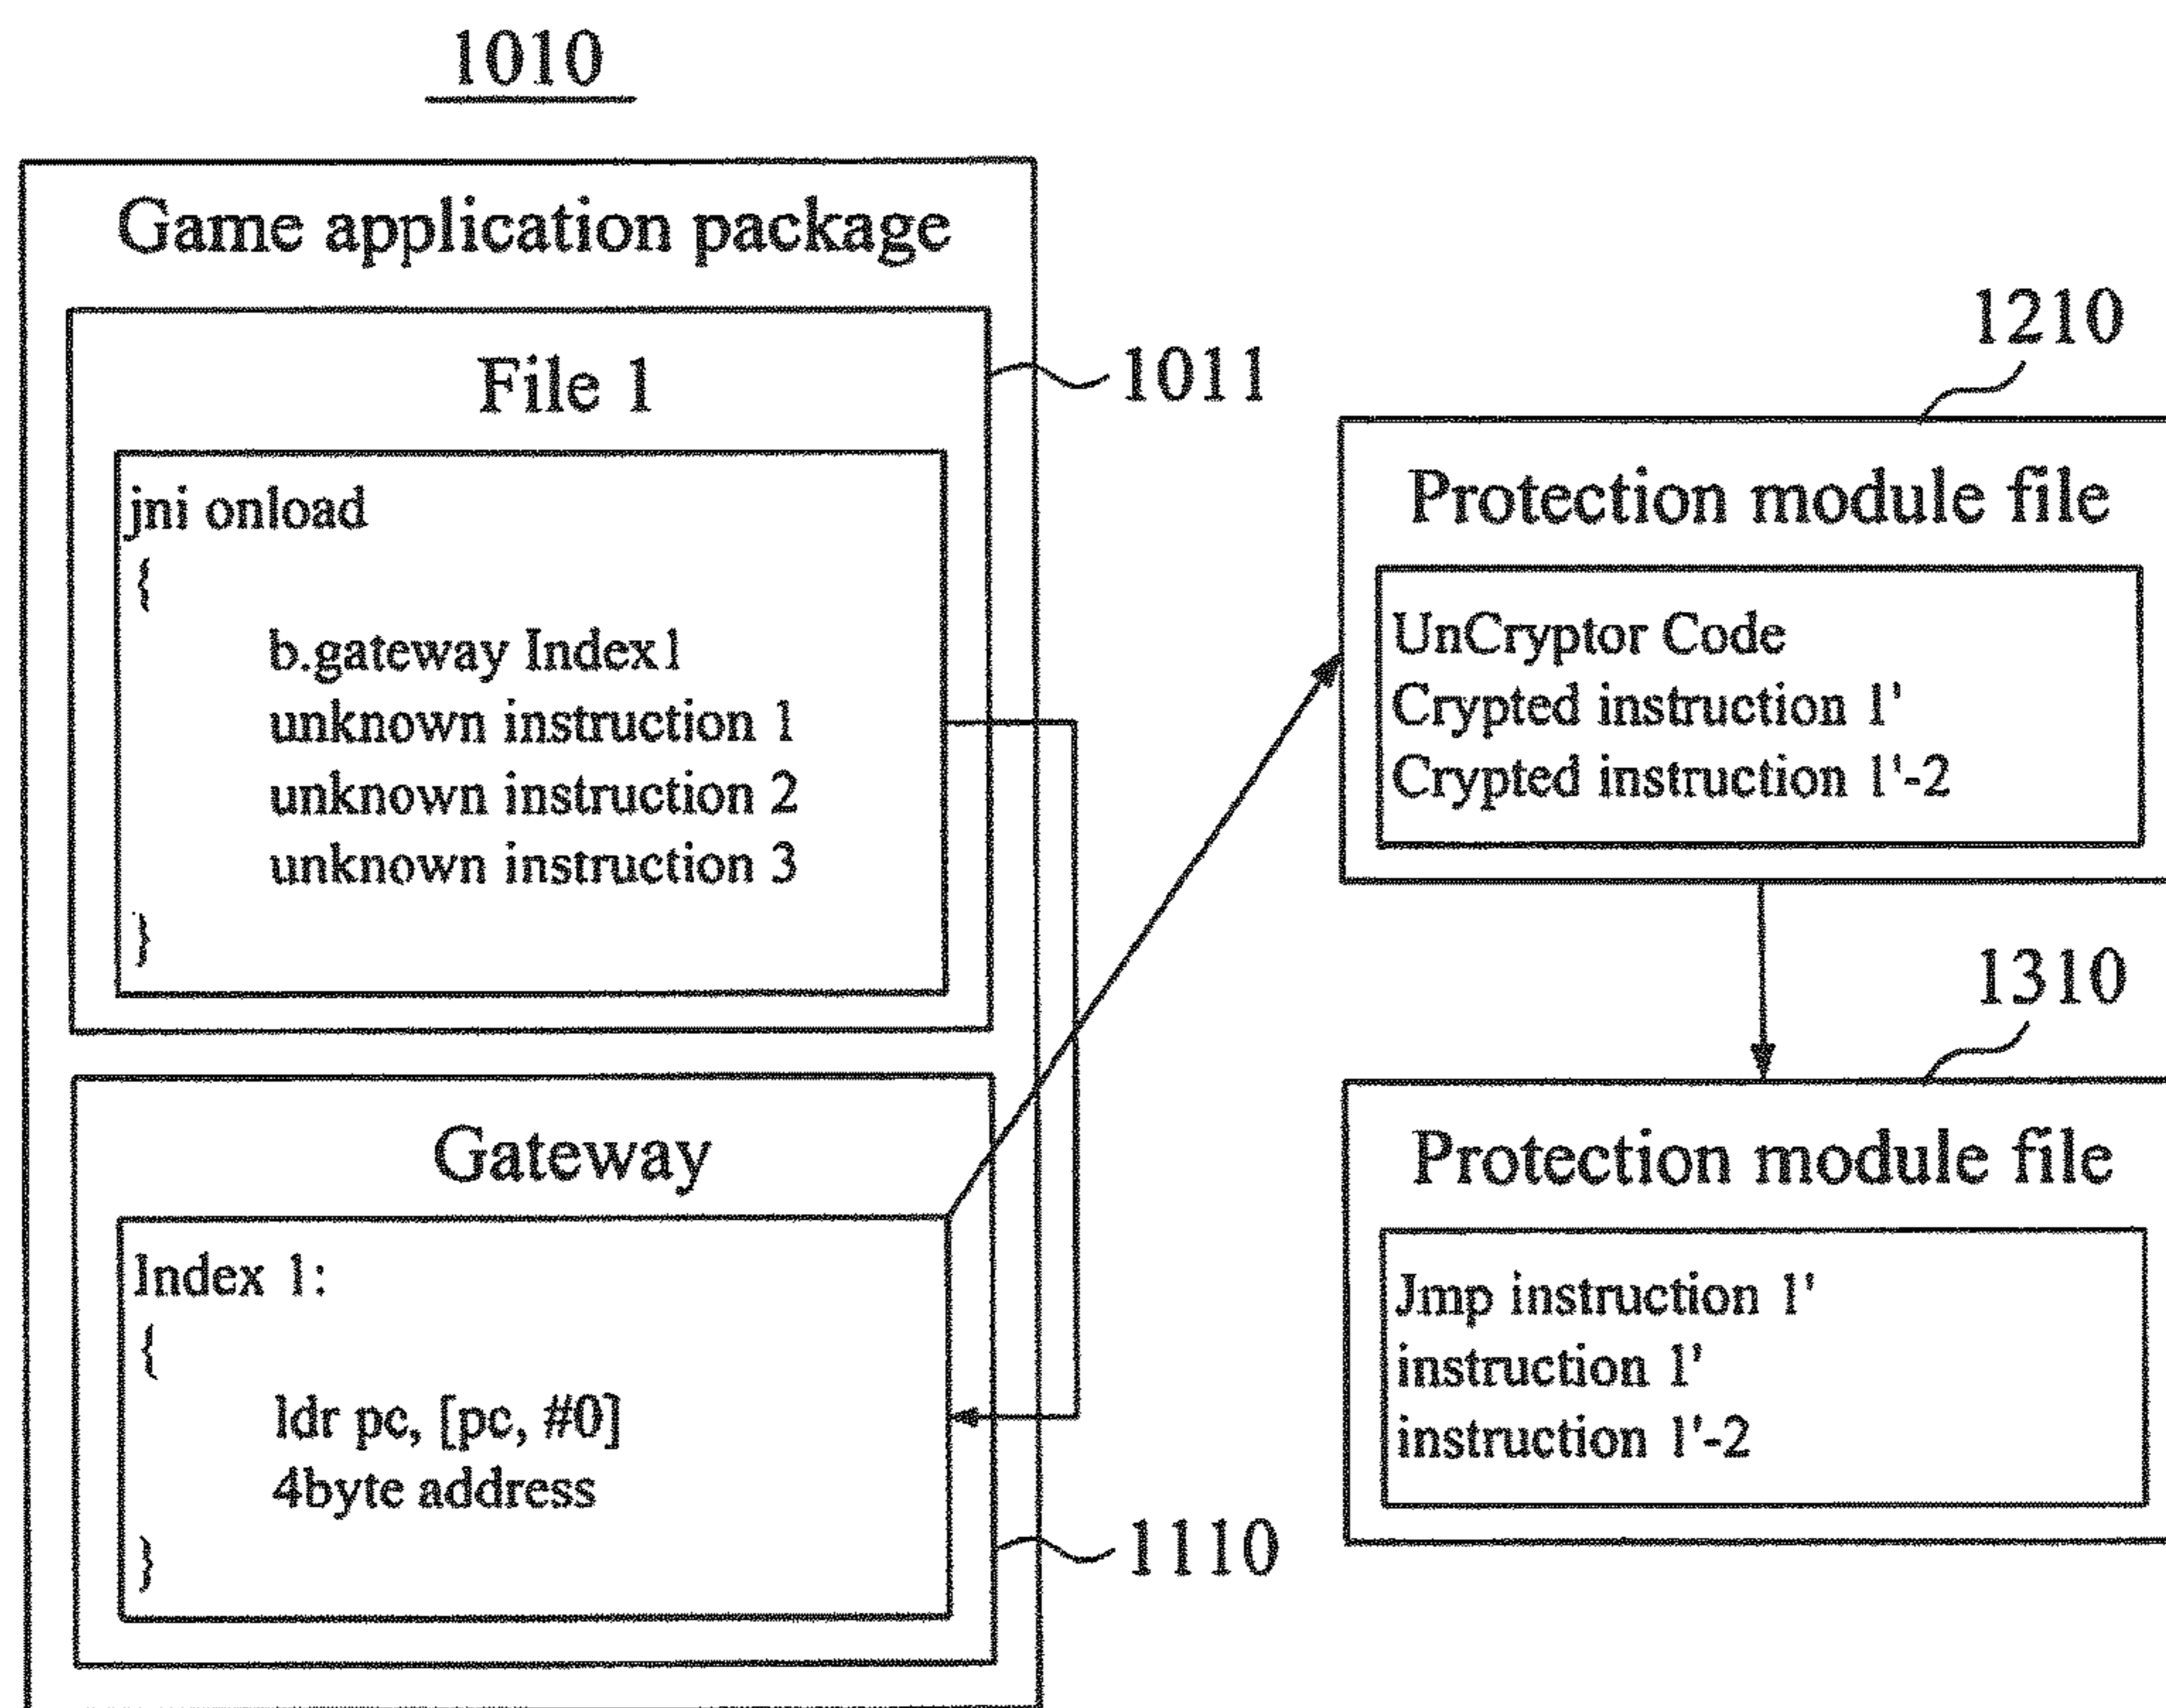 1010
Game application package
File 1
1011
jni onload
{
b.gateway Index1
unknown instruction 1
unknown instruction 2
unknown instruction 3
}
Gateway
Index 1:
{
ldr pc, [pc, #0]
4byte address
}
1110
1210
Protection module file
UnCryptor Code
Crypted instruction 1'
Crypted instruction 1'-2
1310
Protection module file
Jmp instruction 1'
instruction 1'
instruction 1'-2